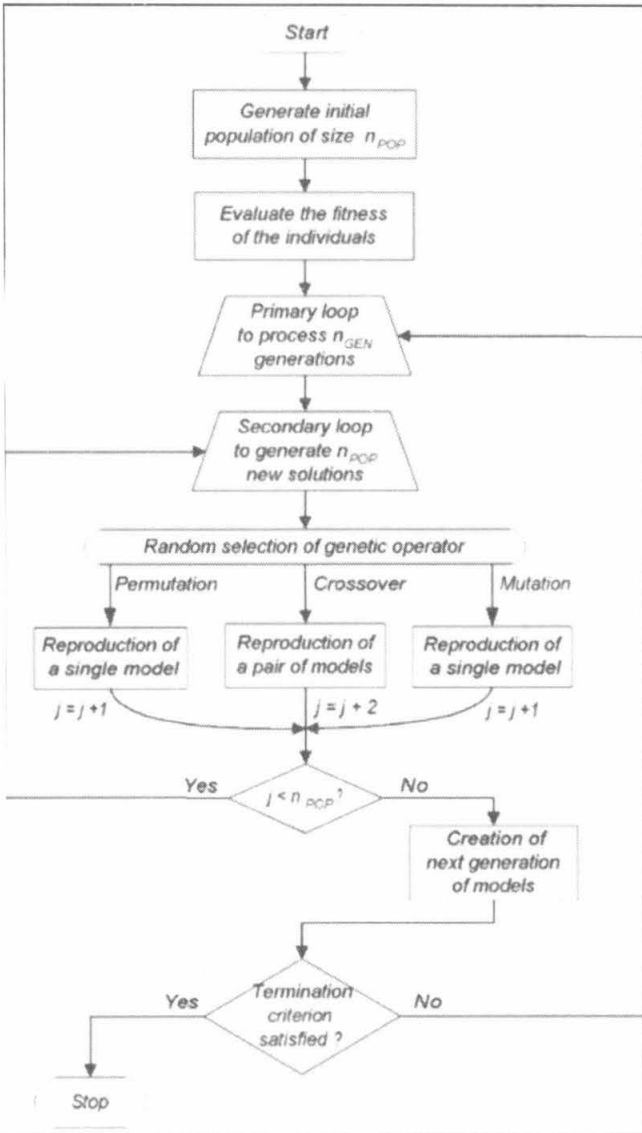 Start
Generate initial
population of size n_POP
Evaluate the fitness
of the individuals
Primary loop
to process n_GEN
generations
Secondary loop
to generate n_POP
new solutions
Random selection of genetic operator
Permutation
Crossover
Mutation
Reproduction of
a single model
Reproduction of
a pair of models
Reproduction of
a single model
j = j +1
j = j + 2
j = j +1
Yes
j < n_POP ?
No
Creation of
next generation
of models
Yes
Termination
criterion
satisfied ?
No
Stop